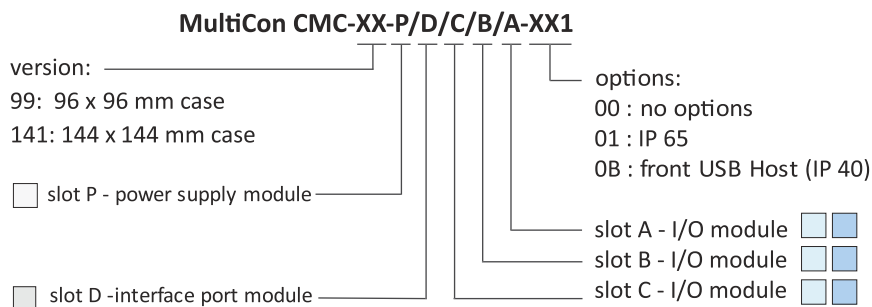 MultiCon CMC-XX-P/D/C/B/A-XX1
version:
99: 96 x 96 mm case
141: 144 x 144 mm case
options:
00 : no options
01 : IP 65
0B : front USB Host (IP 40)
slot P - power supply module
slot A - I/O module
slot B - I/O module
slot C - I/O module
slot D -interface port module